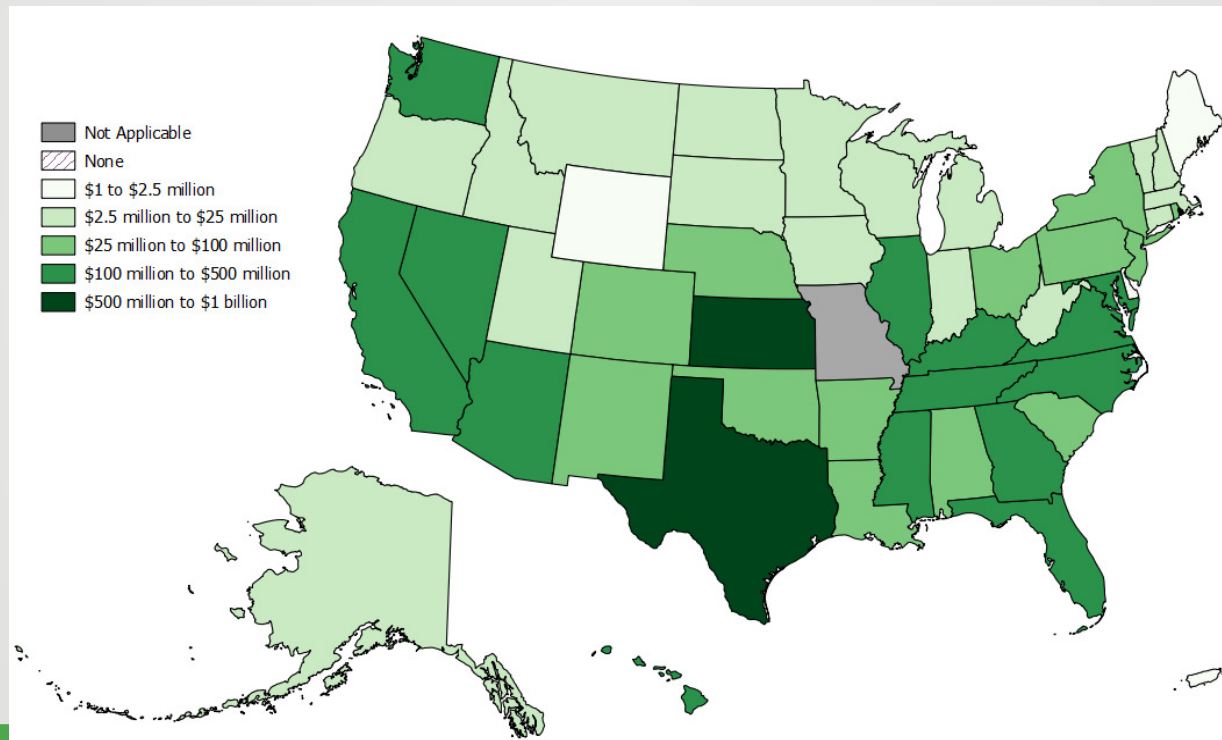 Not Applicable
None
$1 to $2.5 million
$2.5 million to $25 million
$25 million to $100 million
$100 million to $500 million
$500 million to $1 billion